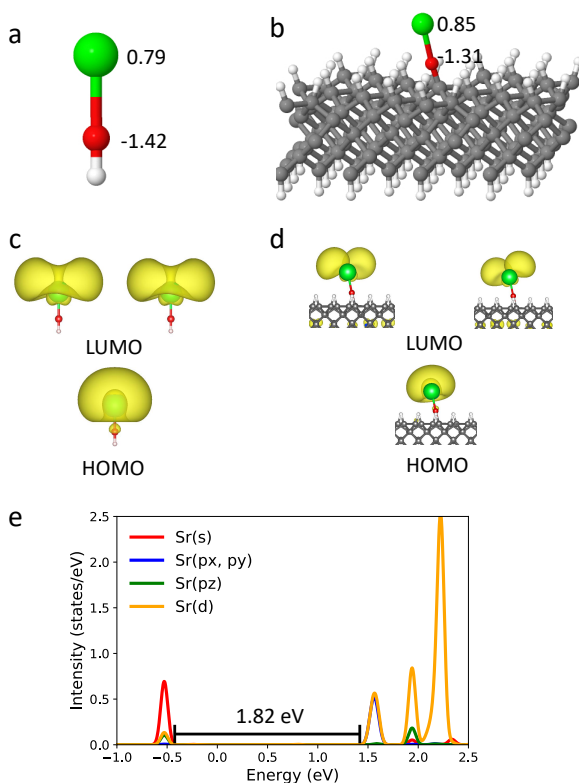 a
0.79
-1.42
b
0.85
-1.31
c
LUMO
HOMO
d
LUMO
HOMO
e
Intensity (states/eV)
2.5
2.0
1.5
1.0
0.5
0.0
Sr(s)
Sr(px, py)
Sr(pz)
Sr(d)
1.82 eV
−1.0 −0.5 0.0 0.5 1.0 1.5 2.0 2.5
Energy (eV)